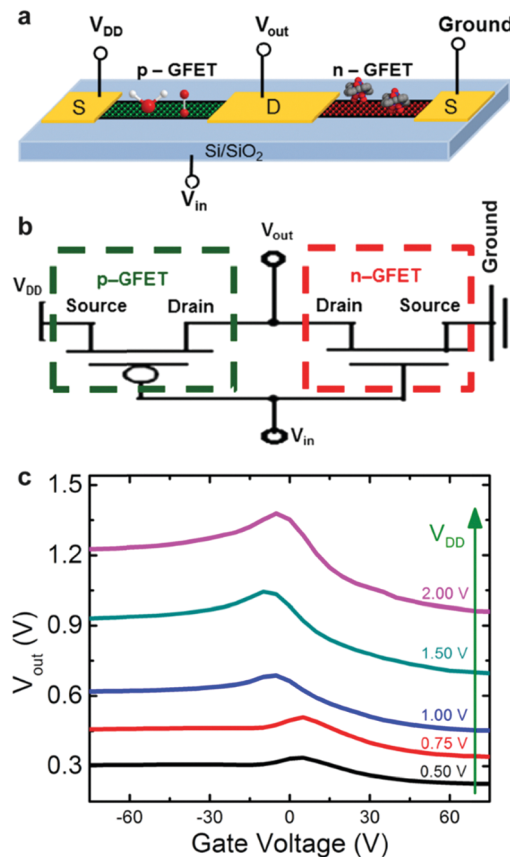 a
V_DD
V_out
Ground
p – GFET
n – GFET
S
D
S
Si/SiO₂
V_in
b
V_out
p–GFET
n–GFET
Ground
V_DD
Source
Drain
Drain
Source
V_in
c
1.5
1.2
0.9
0.6
0.3
V_out (V)
V_DD
2.00 V
1.50 V
1.00 V
0.75 V
0.50 V
-60
-30
0
30
60
Gate Voltage (V)